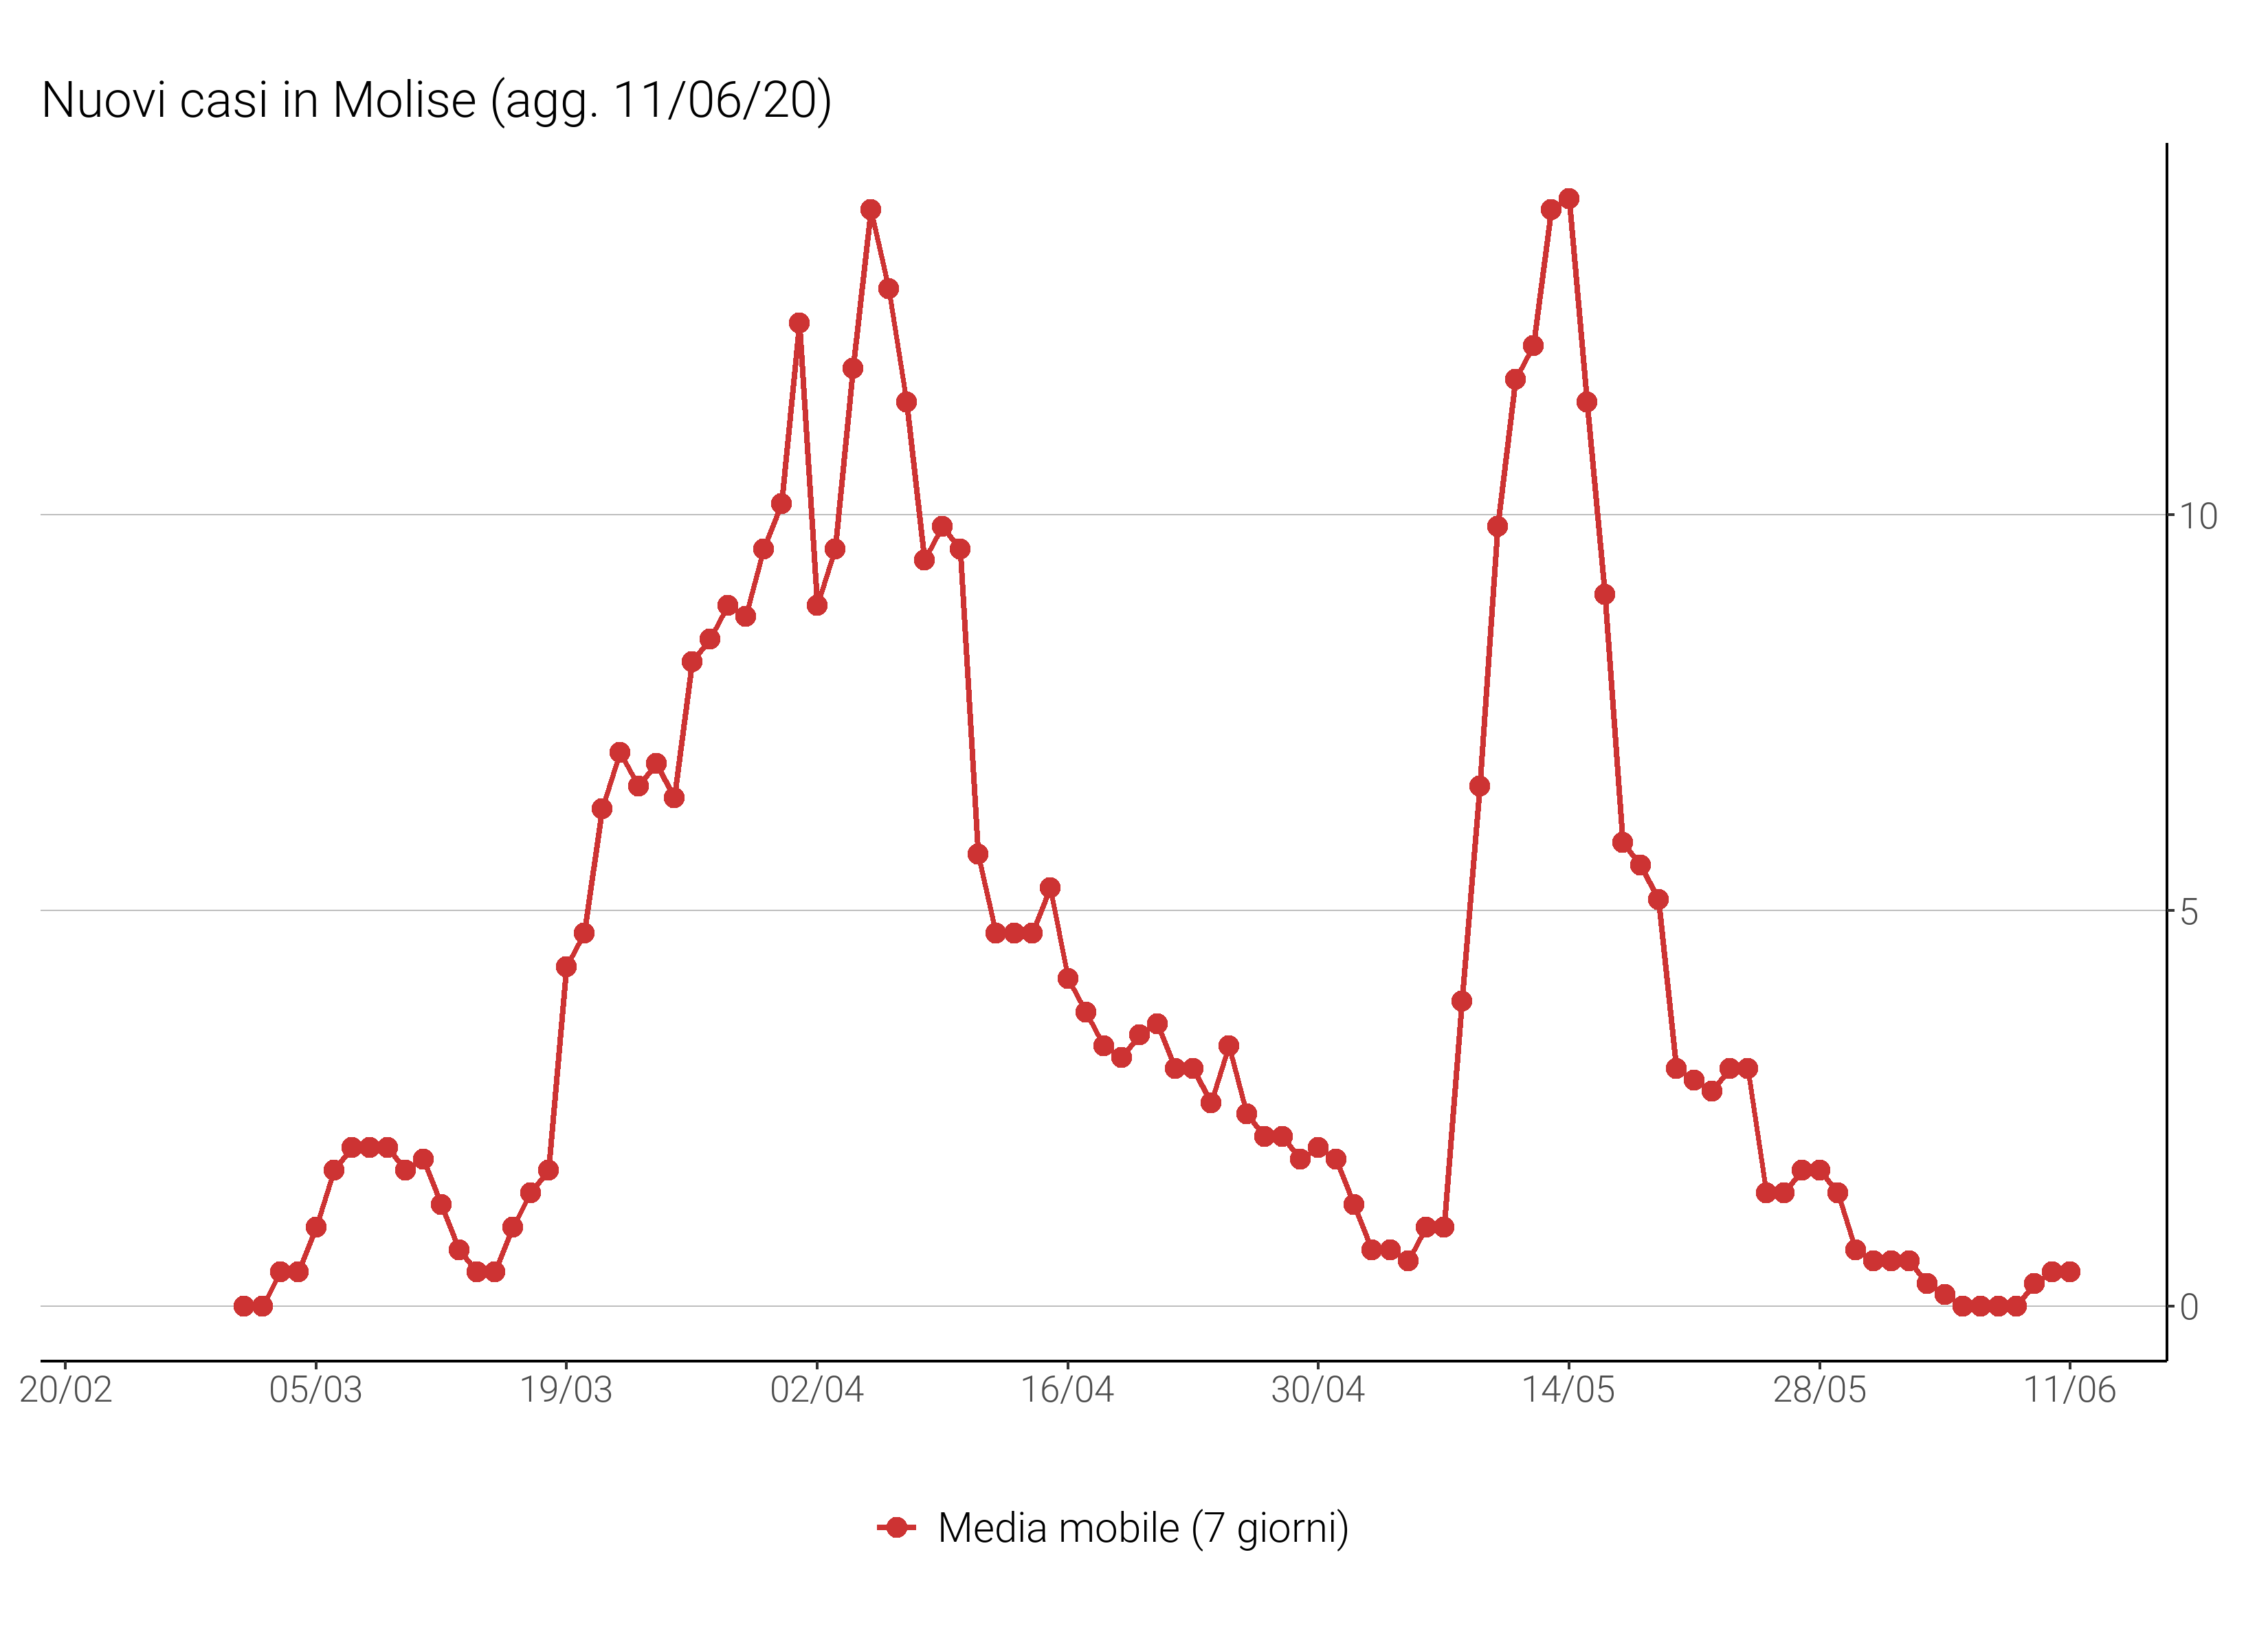 Nuovi casi in Molise (agg. 11/06/20)
10
5
0
20/02 05/03 19/03 02/04 16/04 30/04 14/05 28/05 11/06
Media mobile (7 giorni)